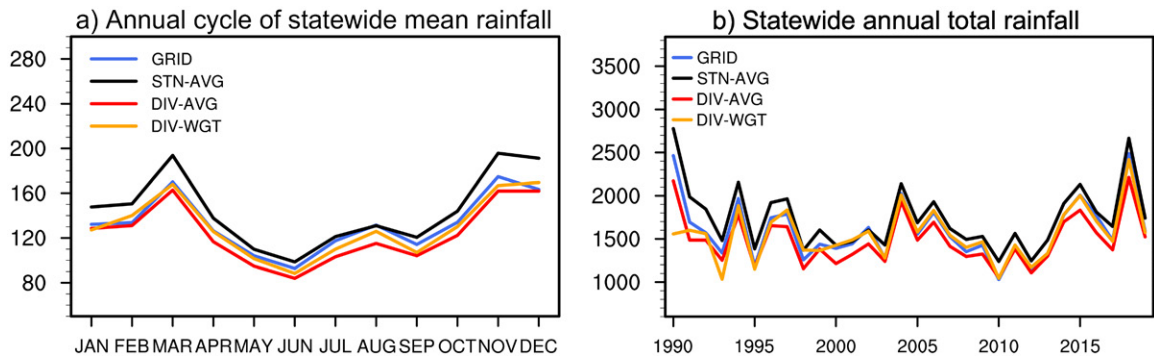 a) Annual cycle of statewide mean rainfall
280
240
200
160
120
80
GRID
STN-AVG
DIV-AVG
DIV-WGT
JAN FEB MAR APR MAY JUN JUL AUG SEP OCT NOV DEC
b) Statewide annual total rainfall
3500
3000
2500
2000
1500
1000
GRID
STN-AVG
DIV-AVG
DIV-WGT
1990 1995 2000 2005 2010 2015